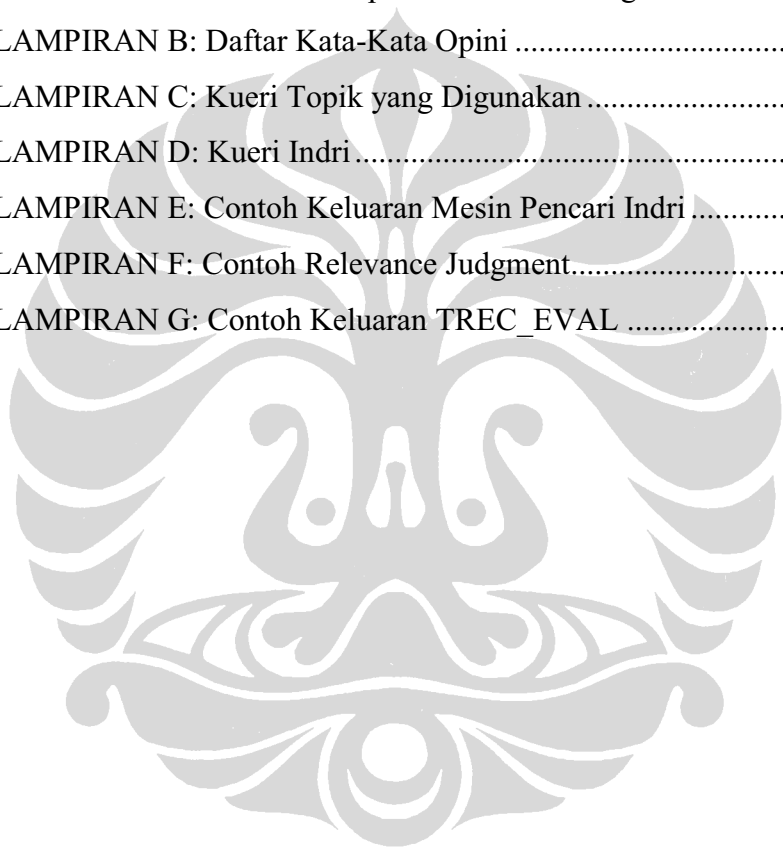 LAMPIRAN B: Daftar Kata-Kata Opini ..................................
LAMPIRAN C: Kueri Topik yang Digunakan .........................
LAMPIRAN D: Kueri Indri ......................................................
LAMPIRAN E: Contoh Keluaran Mesin Pencari Indri ............
LAMPIRAN F: Contoh Relevance Judgment...........................
LAMPIRAN G: Contoh Keluaran TREC_EVAL ....................